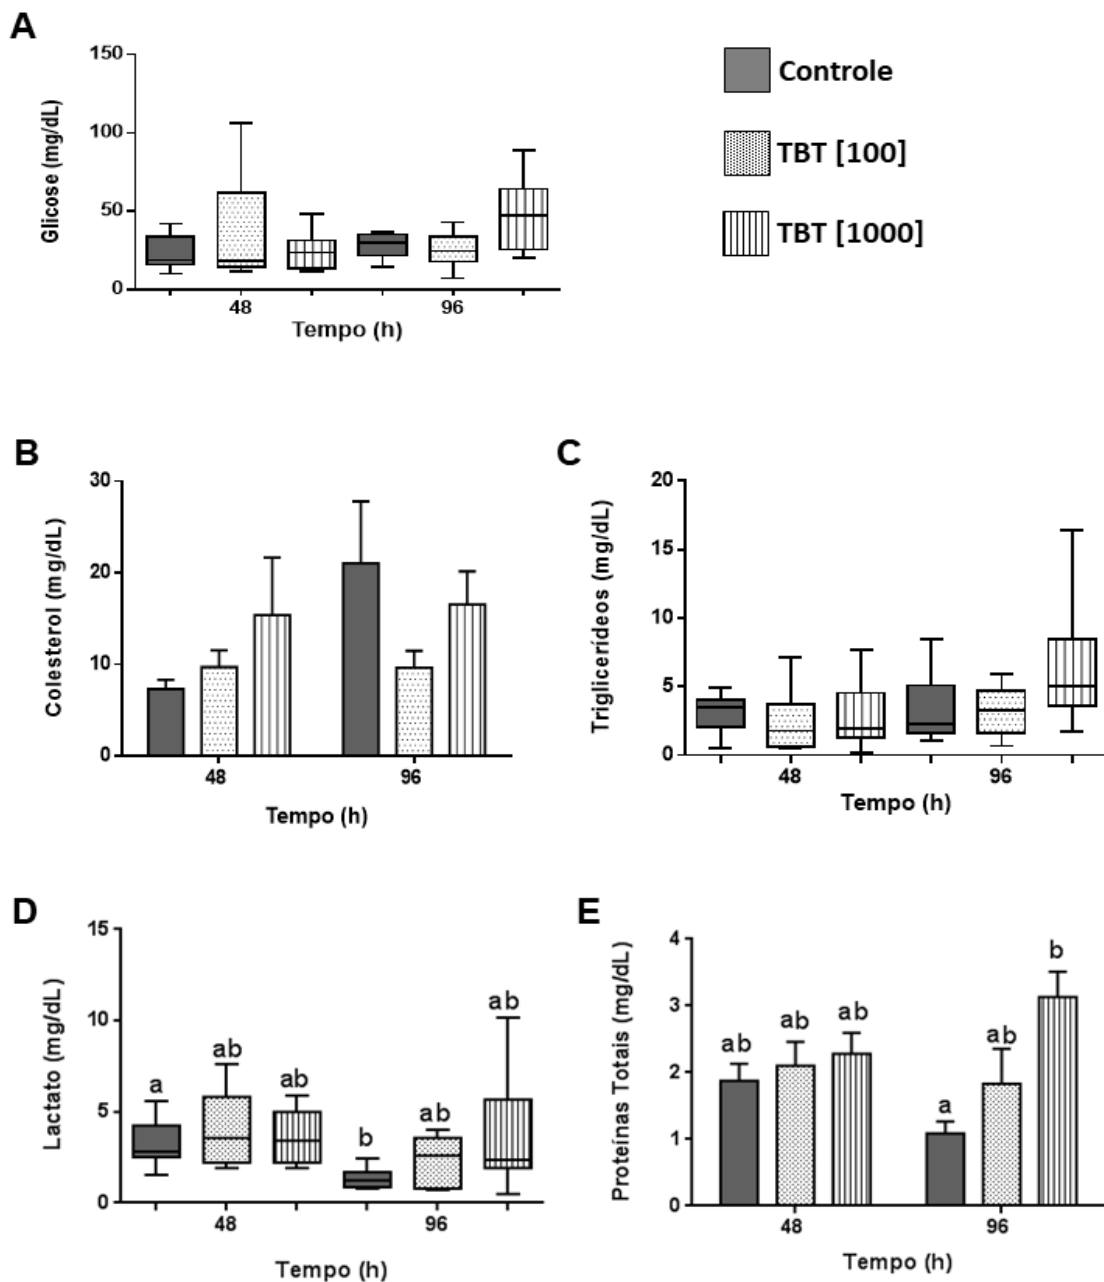 A
Glicose (mg/dL)
150
100
50
0
48
96
Tempo (h)
Controle
TBT [100]
TBT [1000]
B
Colesterol (mg/dL)
30
20
10
0
48
96
Tempo (h)
C
Triglicerídeos (mg/dL)
20
15
10
5
0
48
96
Tempo (h)
D
Lactato (mg/dL)
15
10
5
0
a
ab
ab
b
ab
ab
48
96
Tempo (h)
E
Proteínas Totais (mg/dL)
4
3
2
1
0
ab
ab
ab
a
ab
b
48
96
Tempo (h)